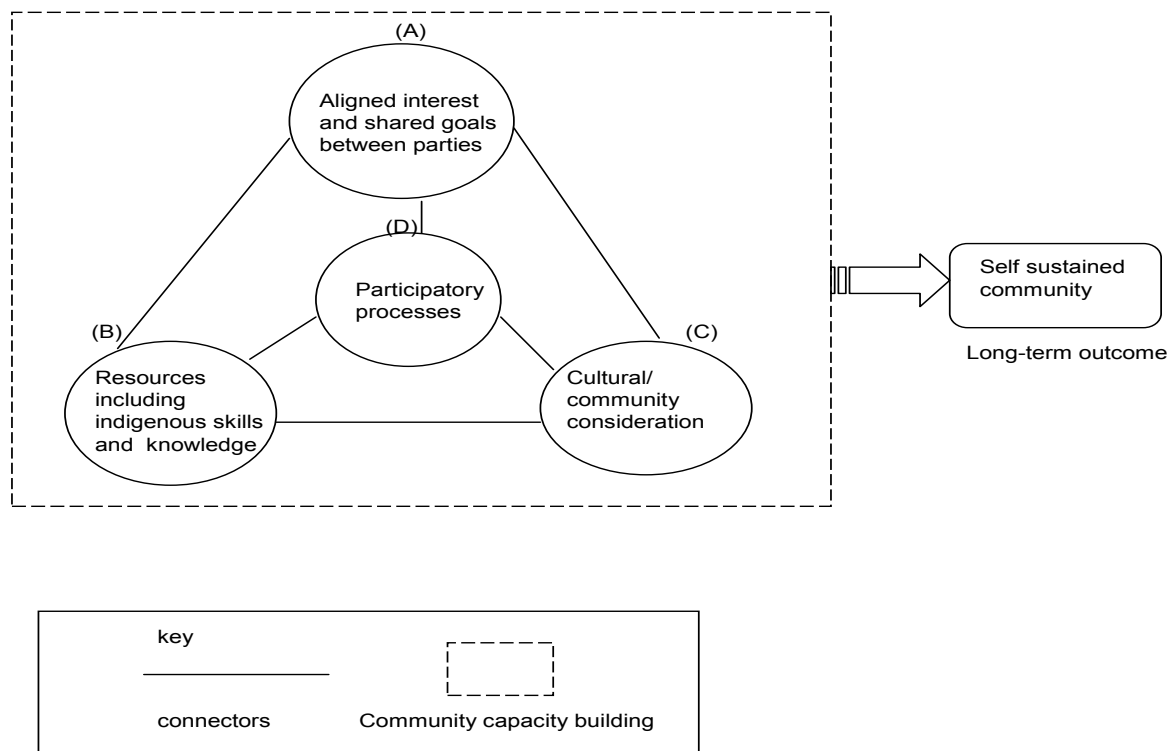 (A)
Aligned interest
and shared goals
between parties
(D)
Participatory
processes
(B)
Resources
including
indigenous skills
and knowledge
(C)
Cultural/
community
consideration
Self sustained
community
Long-term outcome
key
connectors
Community capacity building